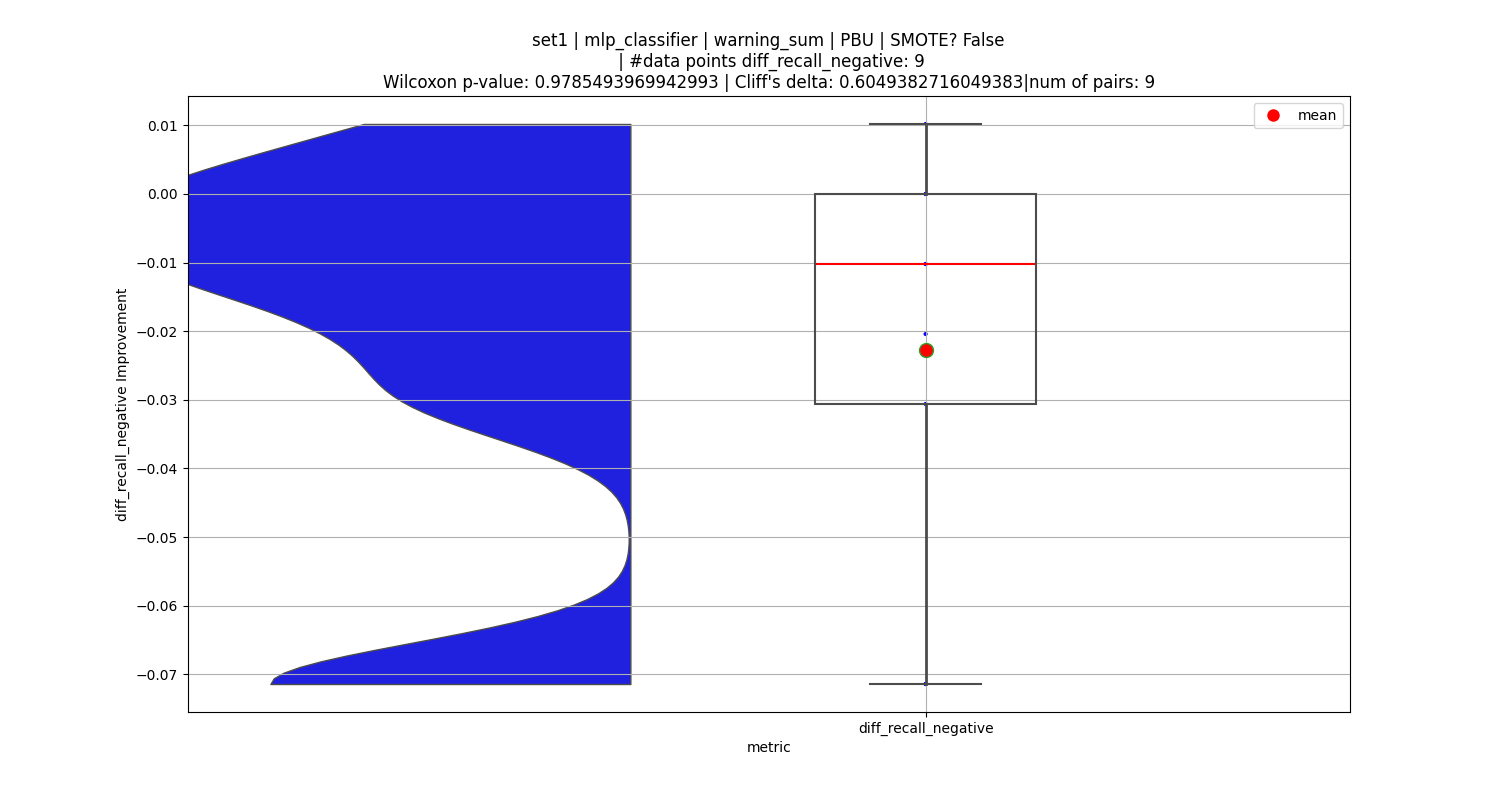 set1 | mlp_classifier | warning_sum | PBU | SMOTE? False
| #data points diff_recall_negative: 9
Wilcoxon p-value: 0.9785493969942993 | Cliff's delta: 0.6049382716049383|num of pairs: 9
mean
0.01
0.00
−0.01
−0.02
−0.03
−0.04
−0.05
−0.06
−0.07
diff_recall_negative Improvement
diff_recall_negative
metric